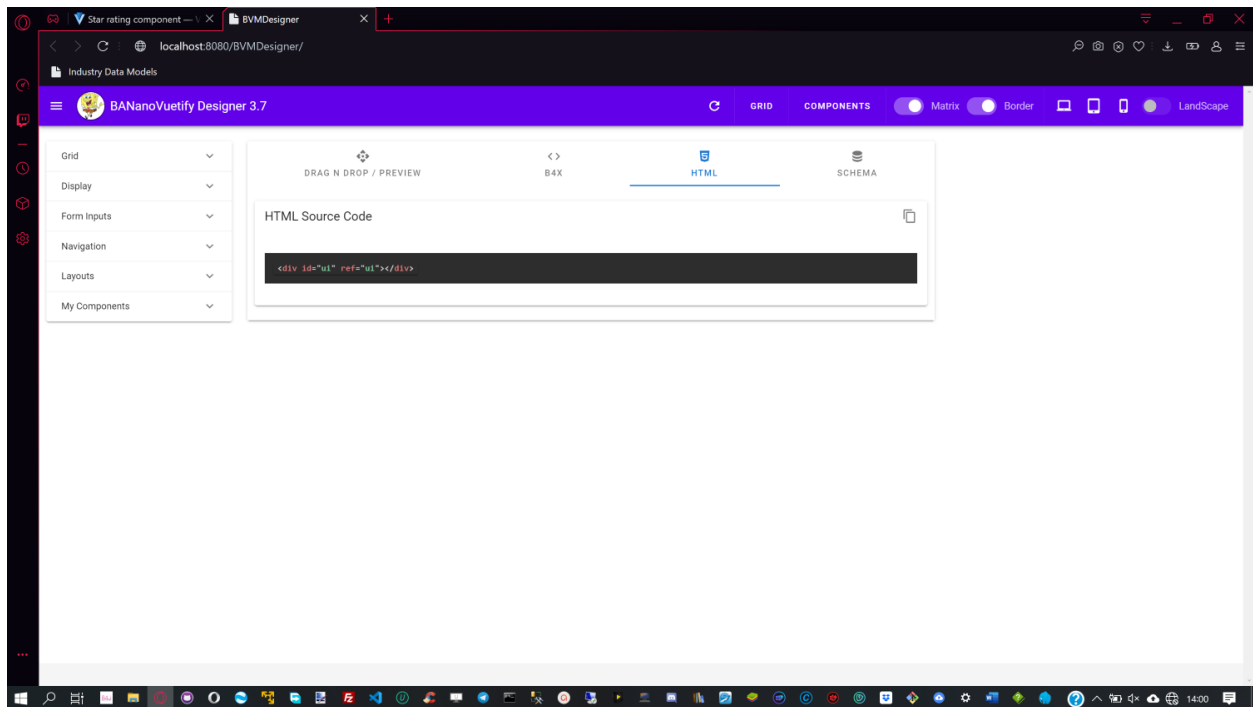 Star rating component — V
BVMDesigner
localhost:8080/BVMDesigner/
Industry Data Models
BANanoVuetify Designer 3.7
GRID
COMPONENTS
Matrix
Border
LandScape
Grid
Display
Form Inputs
Navigation
Layouts
My Components
DRAG N DROP / PREVIEW
B4X
HTML
SCHEMA
HTML Source Code
<div id="ui" ref="ui"></div>
14:00